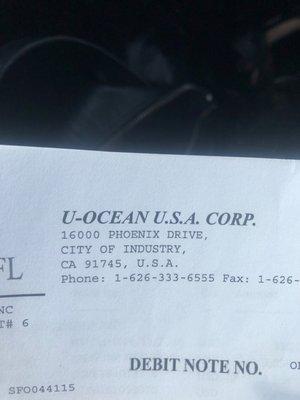 U-OCEAN U.S.A. CORP.
16000 PHOENIX DRIVE,
CITY OF INDUSTRY,
CA 91745, U.S.A.
FL
Phone: 1-626-333-6555 Fax: 1-626-
NC
T# 6
DEBIT NOTE NO.
SFO044115